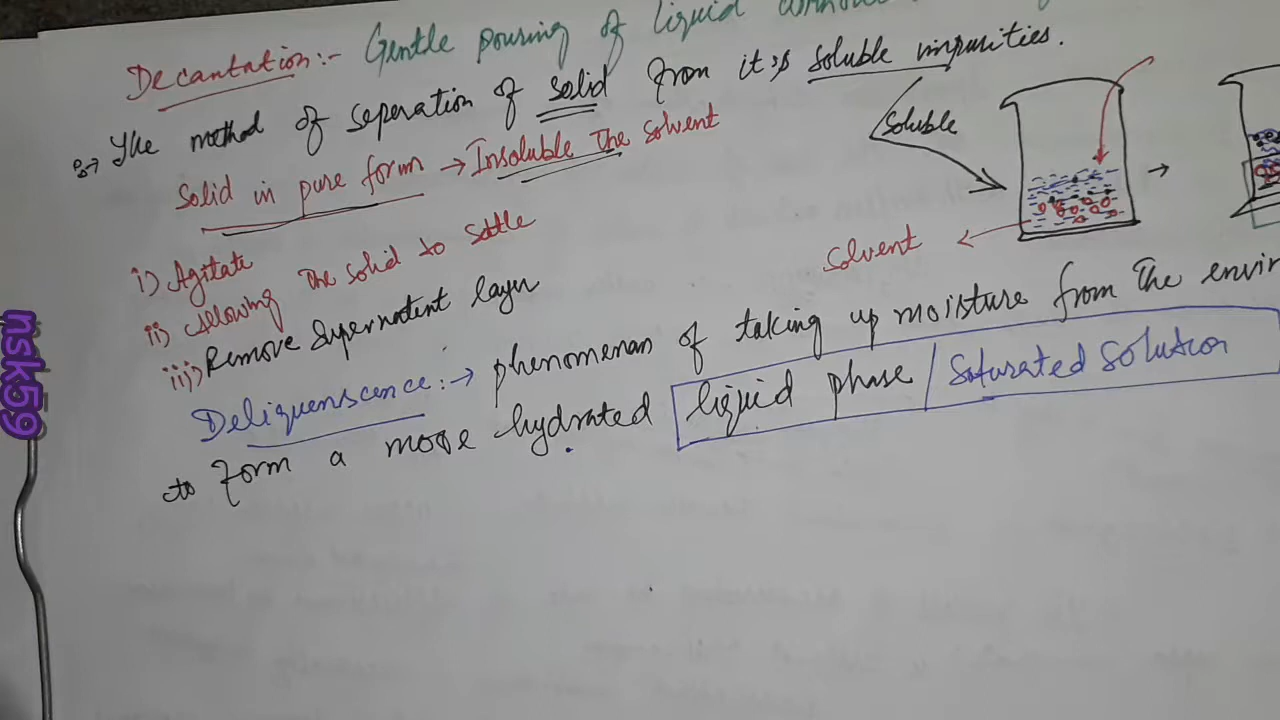 Decantation:- Gentle pouring of liquid
The method of seperation of solid from it's soluble impurities.
Solid in pure form → Insoluble The solvent
Soluble
solvent
i) Agitate
ii) Allowing The solid to settle
iii) Remove Supernatent layer
Deliquenscence:→ phenomenan of taking up moisture from The envir
to form a more hydrated liquid phase / Saturated solution
nsk59